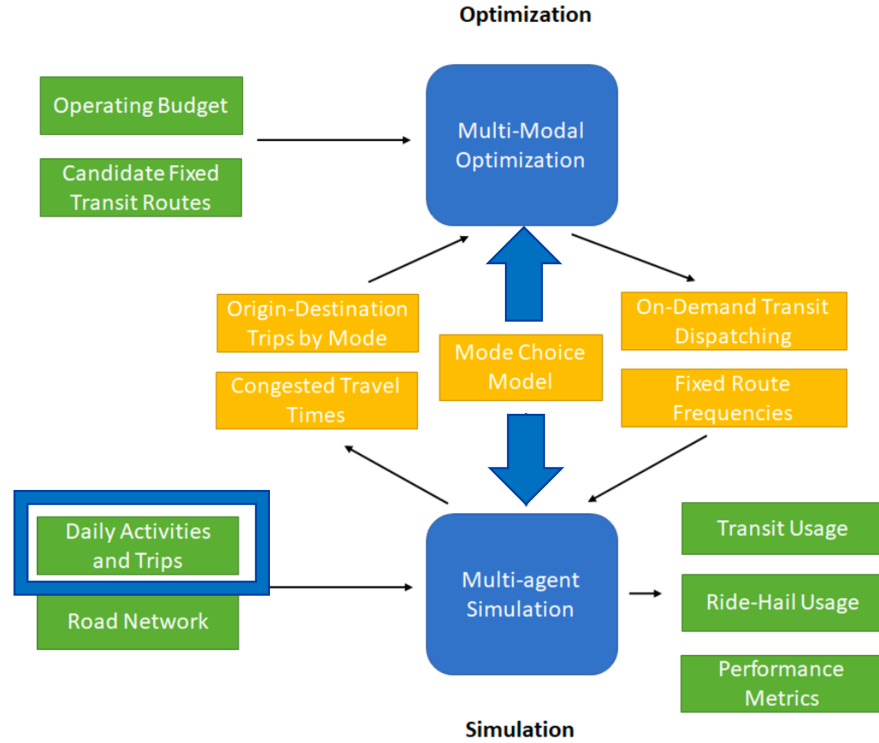 Optimization
Operating Budget
Candidate Fixed
Transit Routes
Multi-Modal
Optimization
Origin-Destination
Trips by Mode
Congested Travel
Times
Mode Choice
Model
On-Demand Transit
Dispatching
Fixed Route
Frequencies
Daily Activities
and Trips
Road Network
Multi-agent
Simulation
Transit Usage
Ride-Hail Usage
Performance
Metrics
Simulation